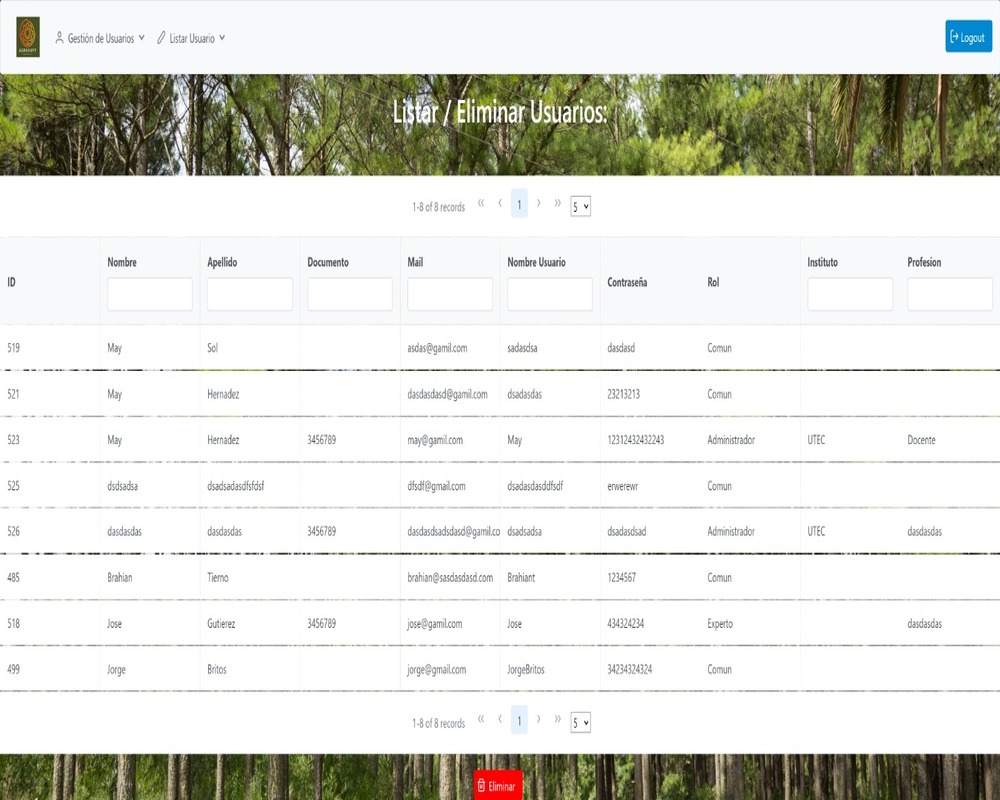 Gestión de Usuarios Listar Usuario Logout
Listar / Eliminar Usuarios:
1-8 of 8 records 1 5
ID Nombre Apellido Documento Mail Nombre Usuario Contraseña Rol Instituto Profesion
519 May Sol asdas@gamil.com sadasdsa dasdasd Comun
521 May Hernadez dasdasdasd@gamil.com dsadasdas 23213213 Comun
523 May Hernadez 3456789 may@gamil.com May 12312432432243 Administrador UTEC Docente
525 dsdsadsa dsadsadasdfsfdsf dfsdf@gmail.com dsadasdasddfsdf erwerewr Comun
526 dasdasdas dasdasdas 3456789 dasdasdsadsdasd@gamil.co dsadsadsa dsadasdsad Administrador UTEC dasdasdas
485 Brahian Tierno brahian@sasdasdasd.com Brahiant 1234567 Comun
518 Jose Gutierez 3456789 jose@gamil.com Jose 434324234 Experto dasdasdas
499 Jorge Britos jorge@gmail.com JorgeBritos 34234324324 Comun
1-8 of 8 records 1 5
Eliminar